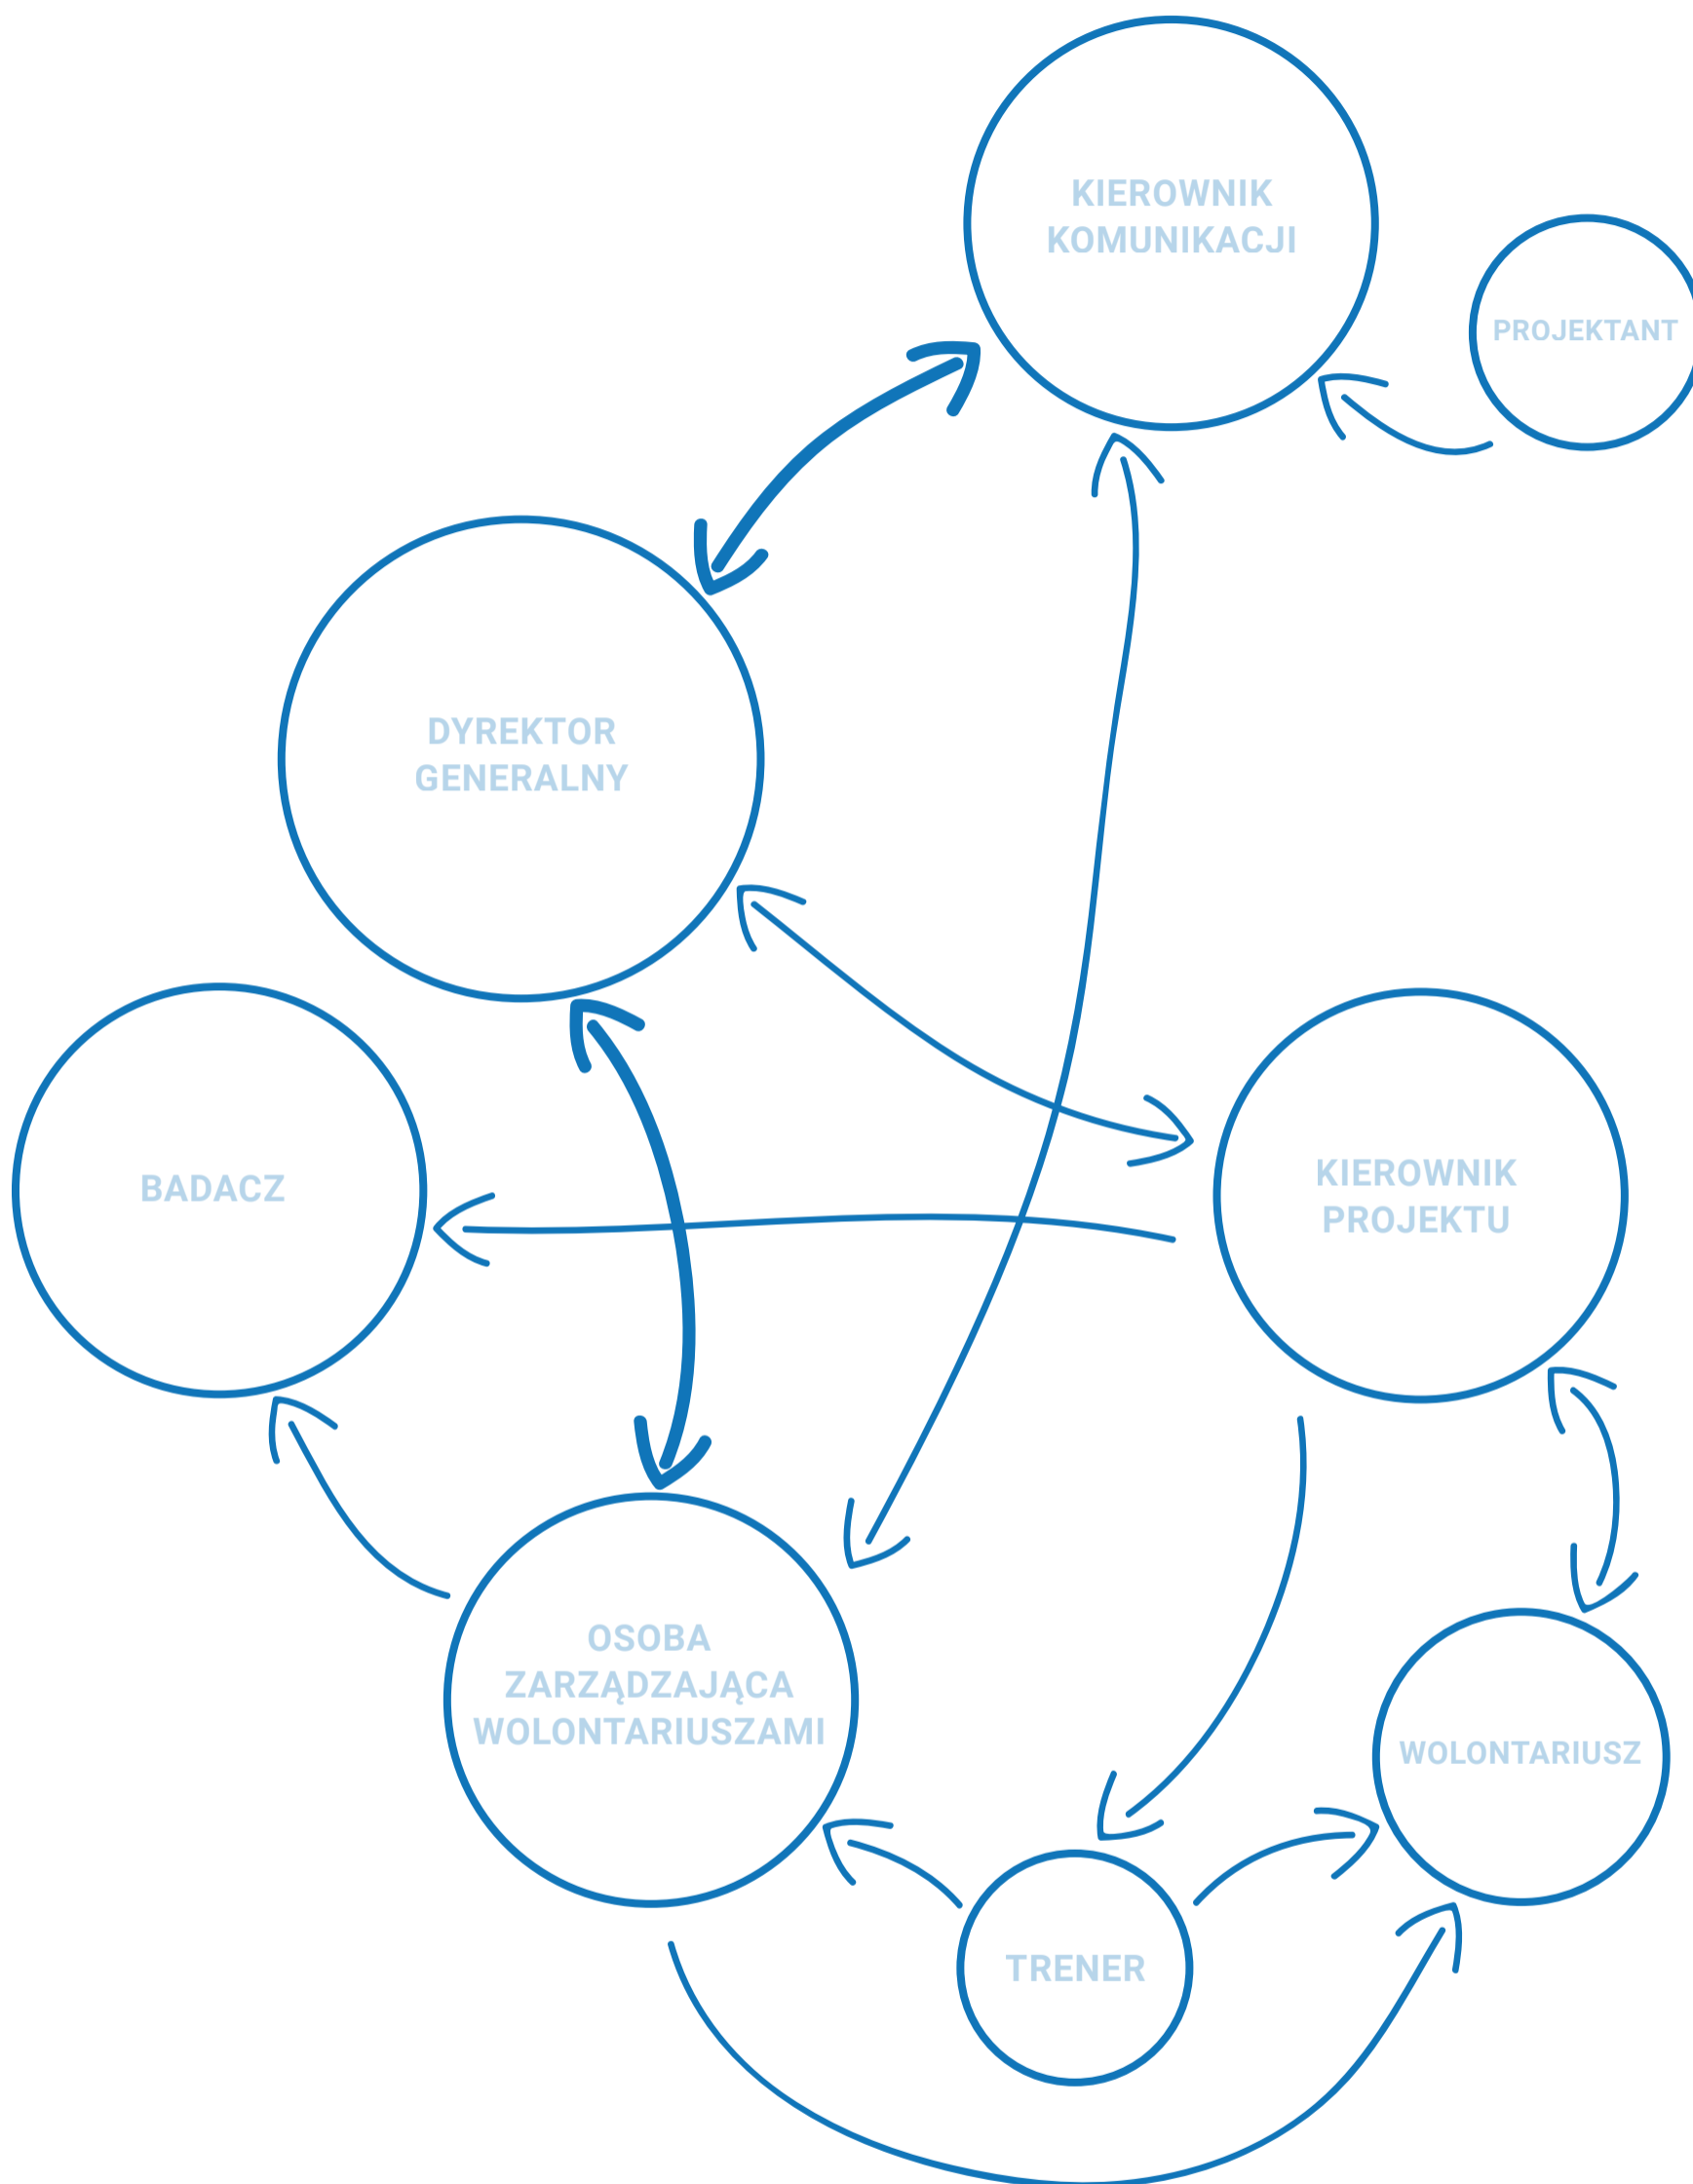 KIEROWNIK
KOMUNIKACJI
PROJEKTANT
DYREKTOR
GENERALNY
BADACZ
KIEROWNIK
PROJEKTU
OSOBA
ZARZĄDZAJĄCA
WOLONTARIUSZAMI
WOLONTARIUSZ
TRENER